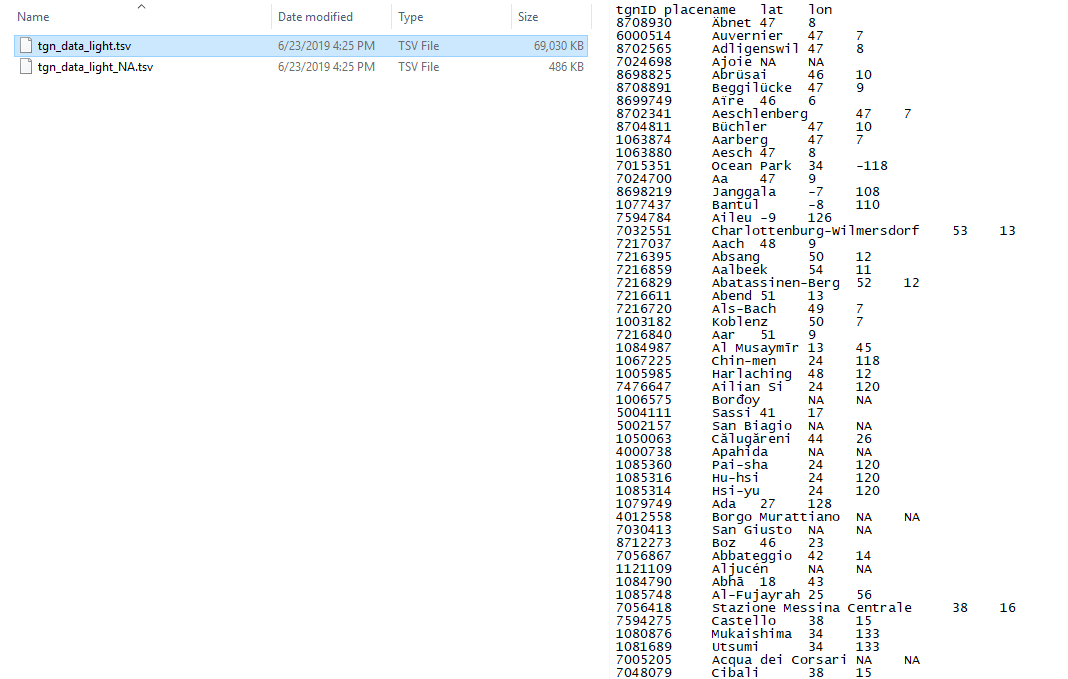 Name Date modified Type Size
tgn_data_light.tsv 6/23/2019 4:25 PM TSV File 69,030 KB
tgn_data_light_NA.tsv 6/23/2019 4:25 PM TSV File 486 KB
tgnID placename lat lon
8708930 Äbnet 47 8
6000514 Auvernier 47 7
8702565 Adligenswil 47 8
7024698 Ajoie NA NA
8698825 Abrüsai 46 10
8708891 Beggilücke 47 9
8699749 Aïre 46 6
8702341 Aeschlenberg 47 7
8704811 Büchler 47 10
1063874 Aarberg 47 7
1063880 Aesch 47 8
7015351 Ocean Park 34 -118
7024700 Aa 47 9
8698219 Janggala -7 108
1077437 Bantul -8 110
7594784 Aileu -9 126
7032551 Charlottenburg-Wilmersdorf 53 13
7217037 Aach 48 9
7216395 Absang 50 12
7216859 Aalbeek 54 11
7216829 Abatassinen-Berg 52 12
7216611 Abend 51 13
7216720 Als-Bach 49 7
1003182 Koblenz 50 7
7216840 Aar 51 9
1084987 Al Musaymīr 13 45
1067225 Chin-men 24 118
1005985 Harlaching 48 12
7476647 Ailian Si 24 120
1006575 Borđoy NA NA
5004111 Sassi 41 17
5002157 San Biagio NA NA
1050063 Călugăreni 44 26
4000738 Apahida NA NA
1085360 Pai-sha 24 120
1085316 Hu-hsi 24 120
1085314 Hsi-yu 24 120
1079749 Ada 27 128
4012558 Borgo Murattiano NA NA
7030413 San Giusto NA NA
8712273 Boz 46 23
7056867 Abbateggio 42 14
1121109 Aljucén NA NA
1084790 Abhā 18 43
1085748 Al-Fujayrah 25 56
7056418 Stazione Messina Centrale 38 16
7594275 Castello 38 15
1080876 Mukaishima 34 133
1081689 Utsumi 34 133
7005205 Acqua dei Corsari NA NA
7048079 Cibali 38 15